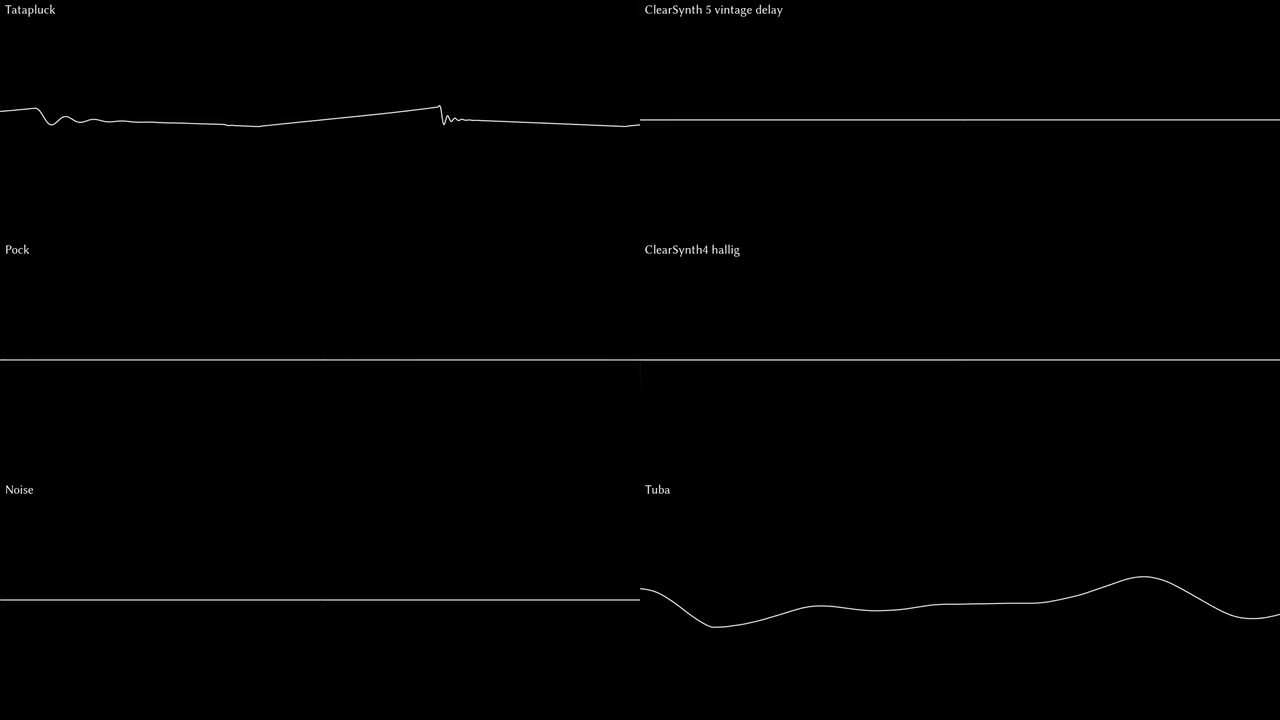 Tatapluck
ClearSynth 5 vintage delay
Pock
ClearSynth4 hallig
Noise
Tuba